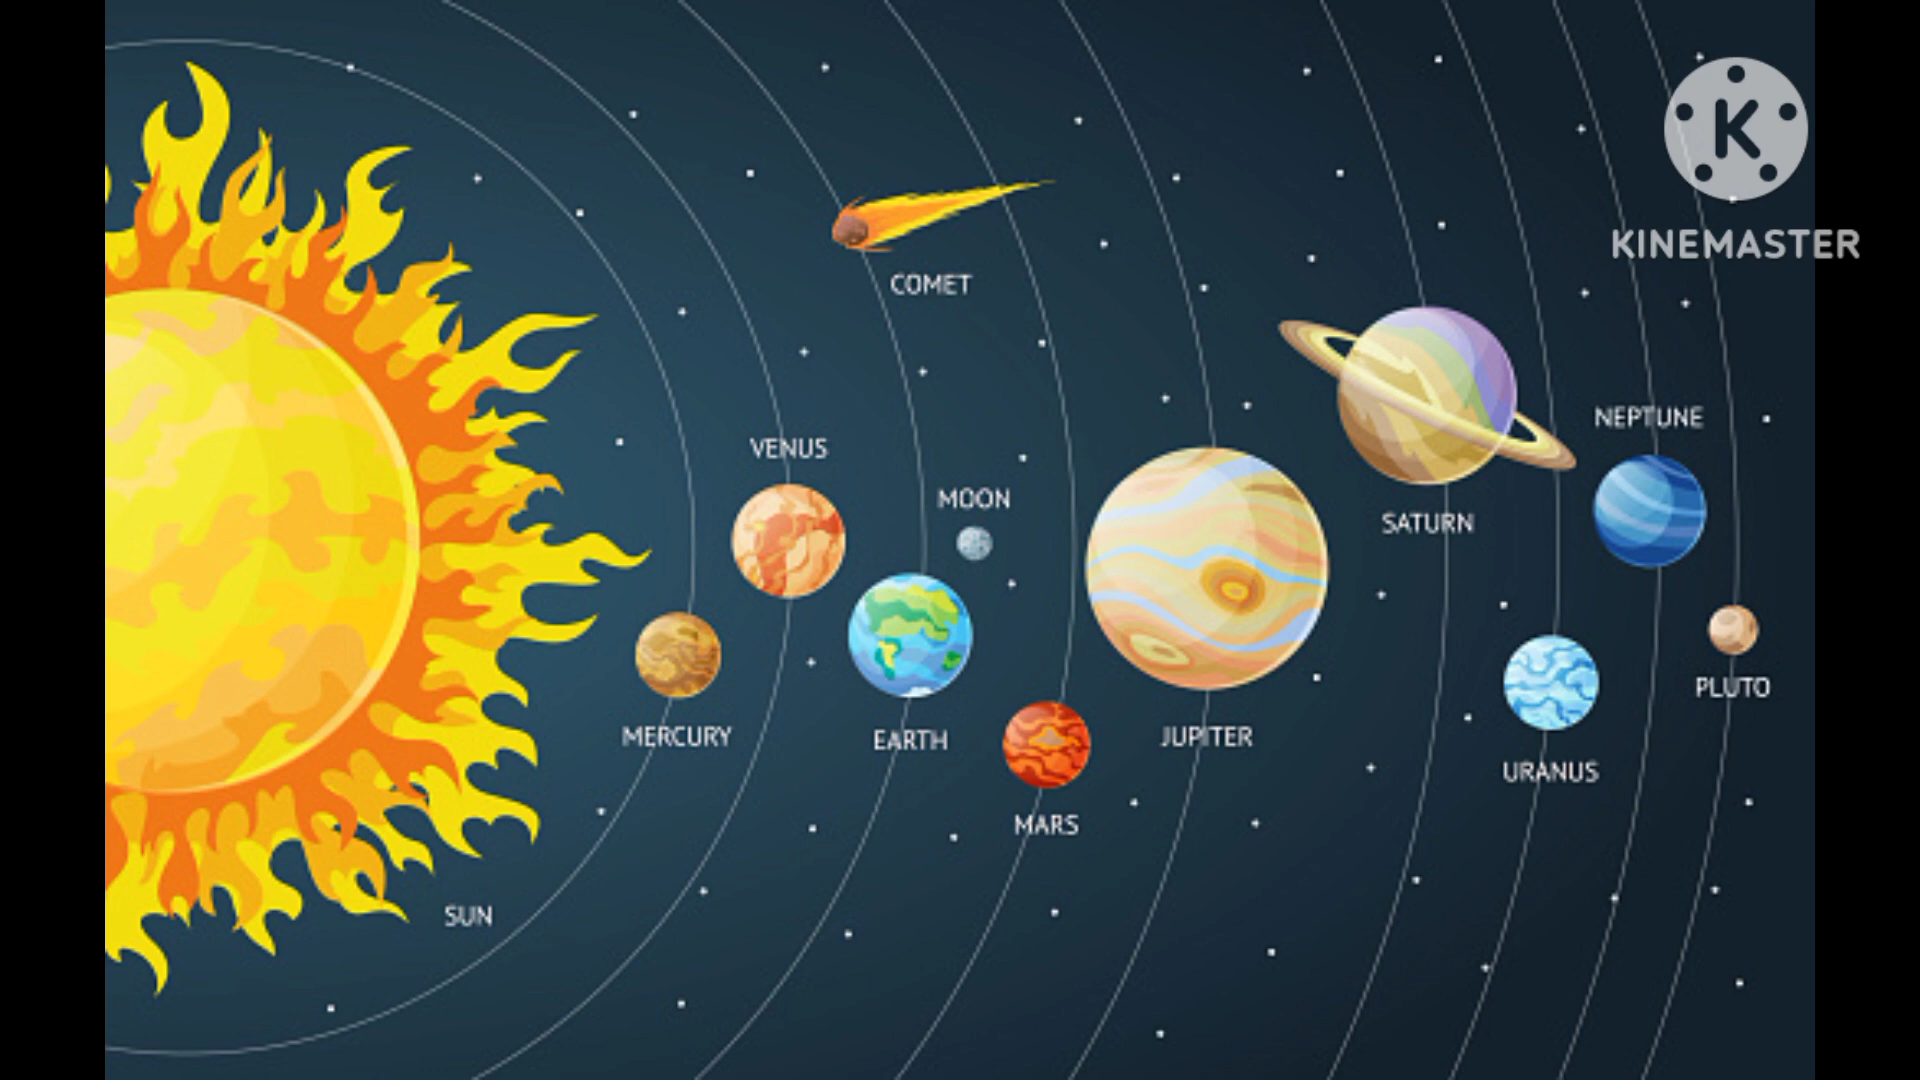 K
KINEMASTER
COMET
NEPTUNE
VENUS
MOON
SATURN
PLUTO
MERCURY
EARTH
JUPITER
URANUS
MARS
SUN